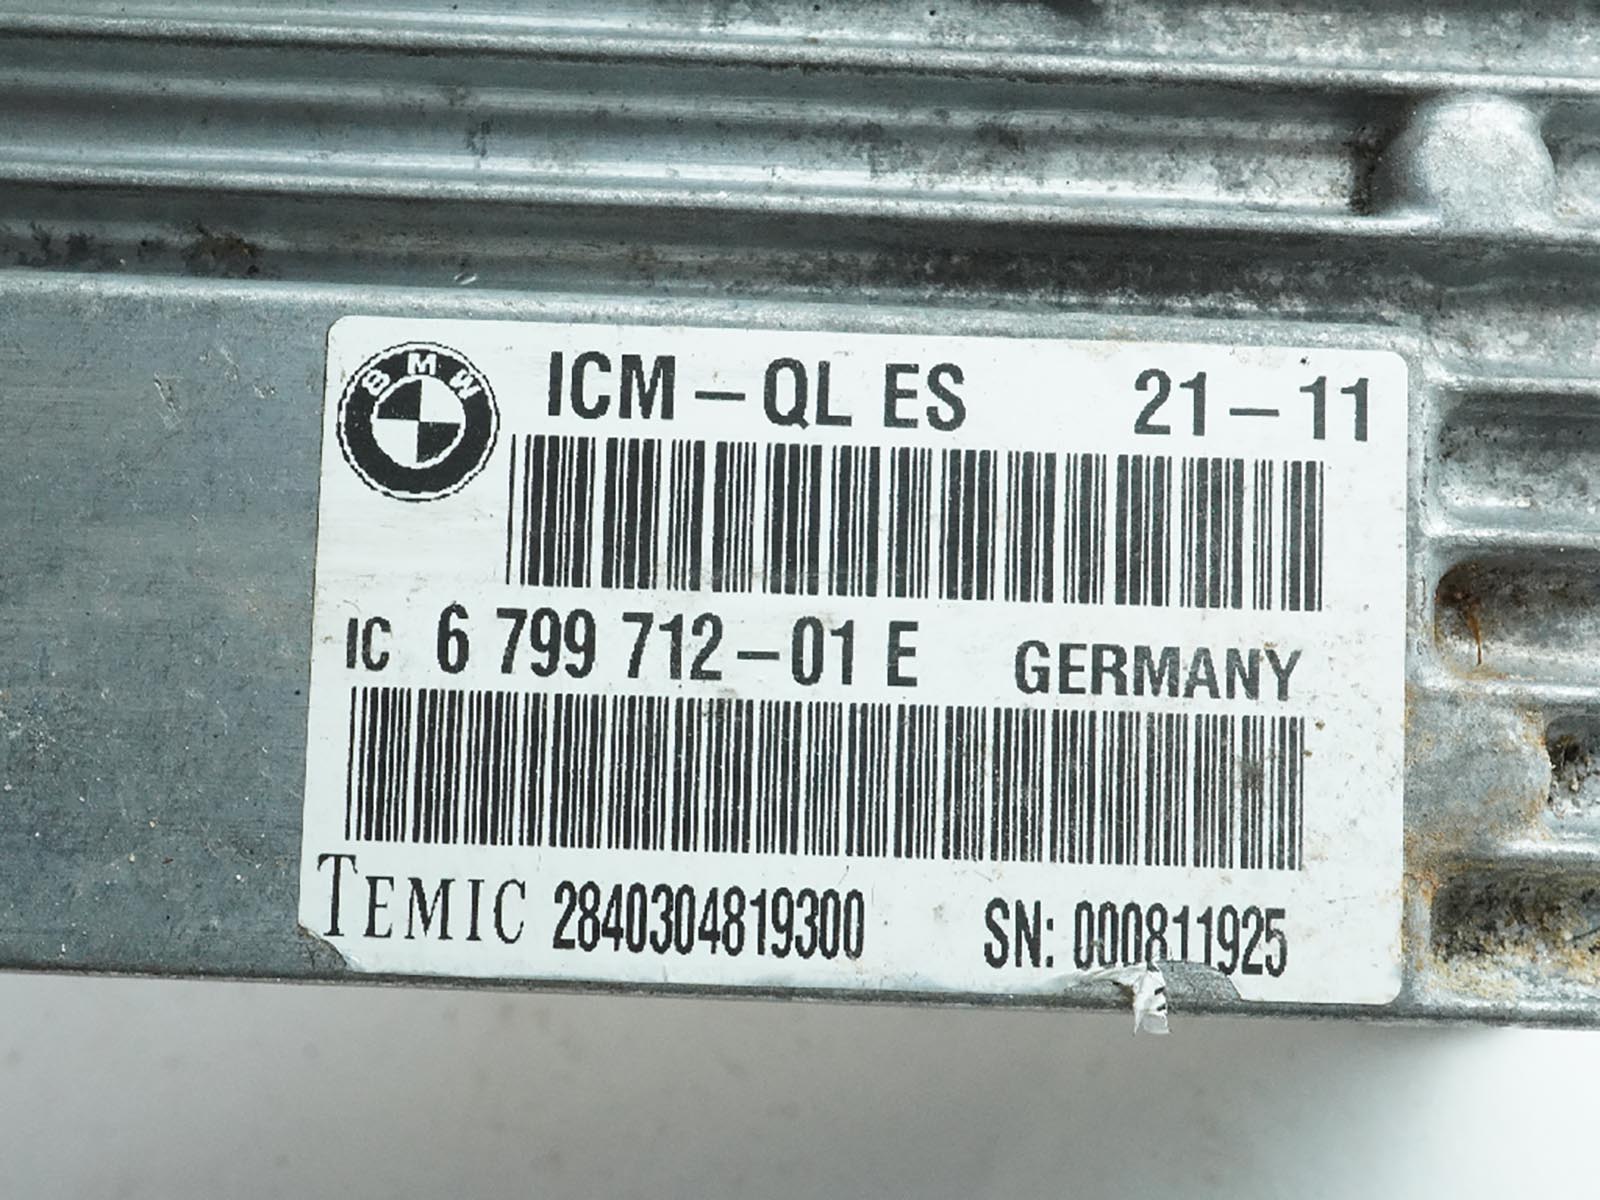 BMW
ICM - QL ES 21 - 11
IC 6 799 712 - 01 E GERMANY
TEMIC 2840304819300 SN: 000811925